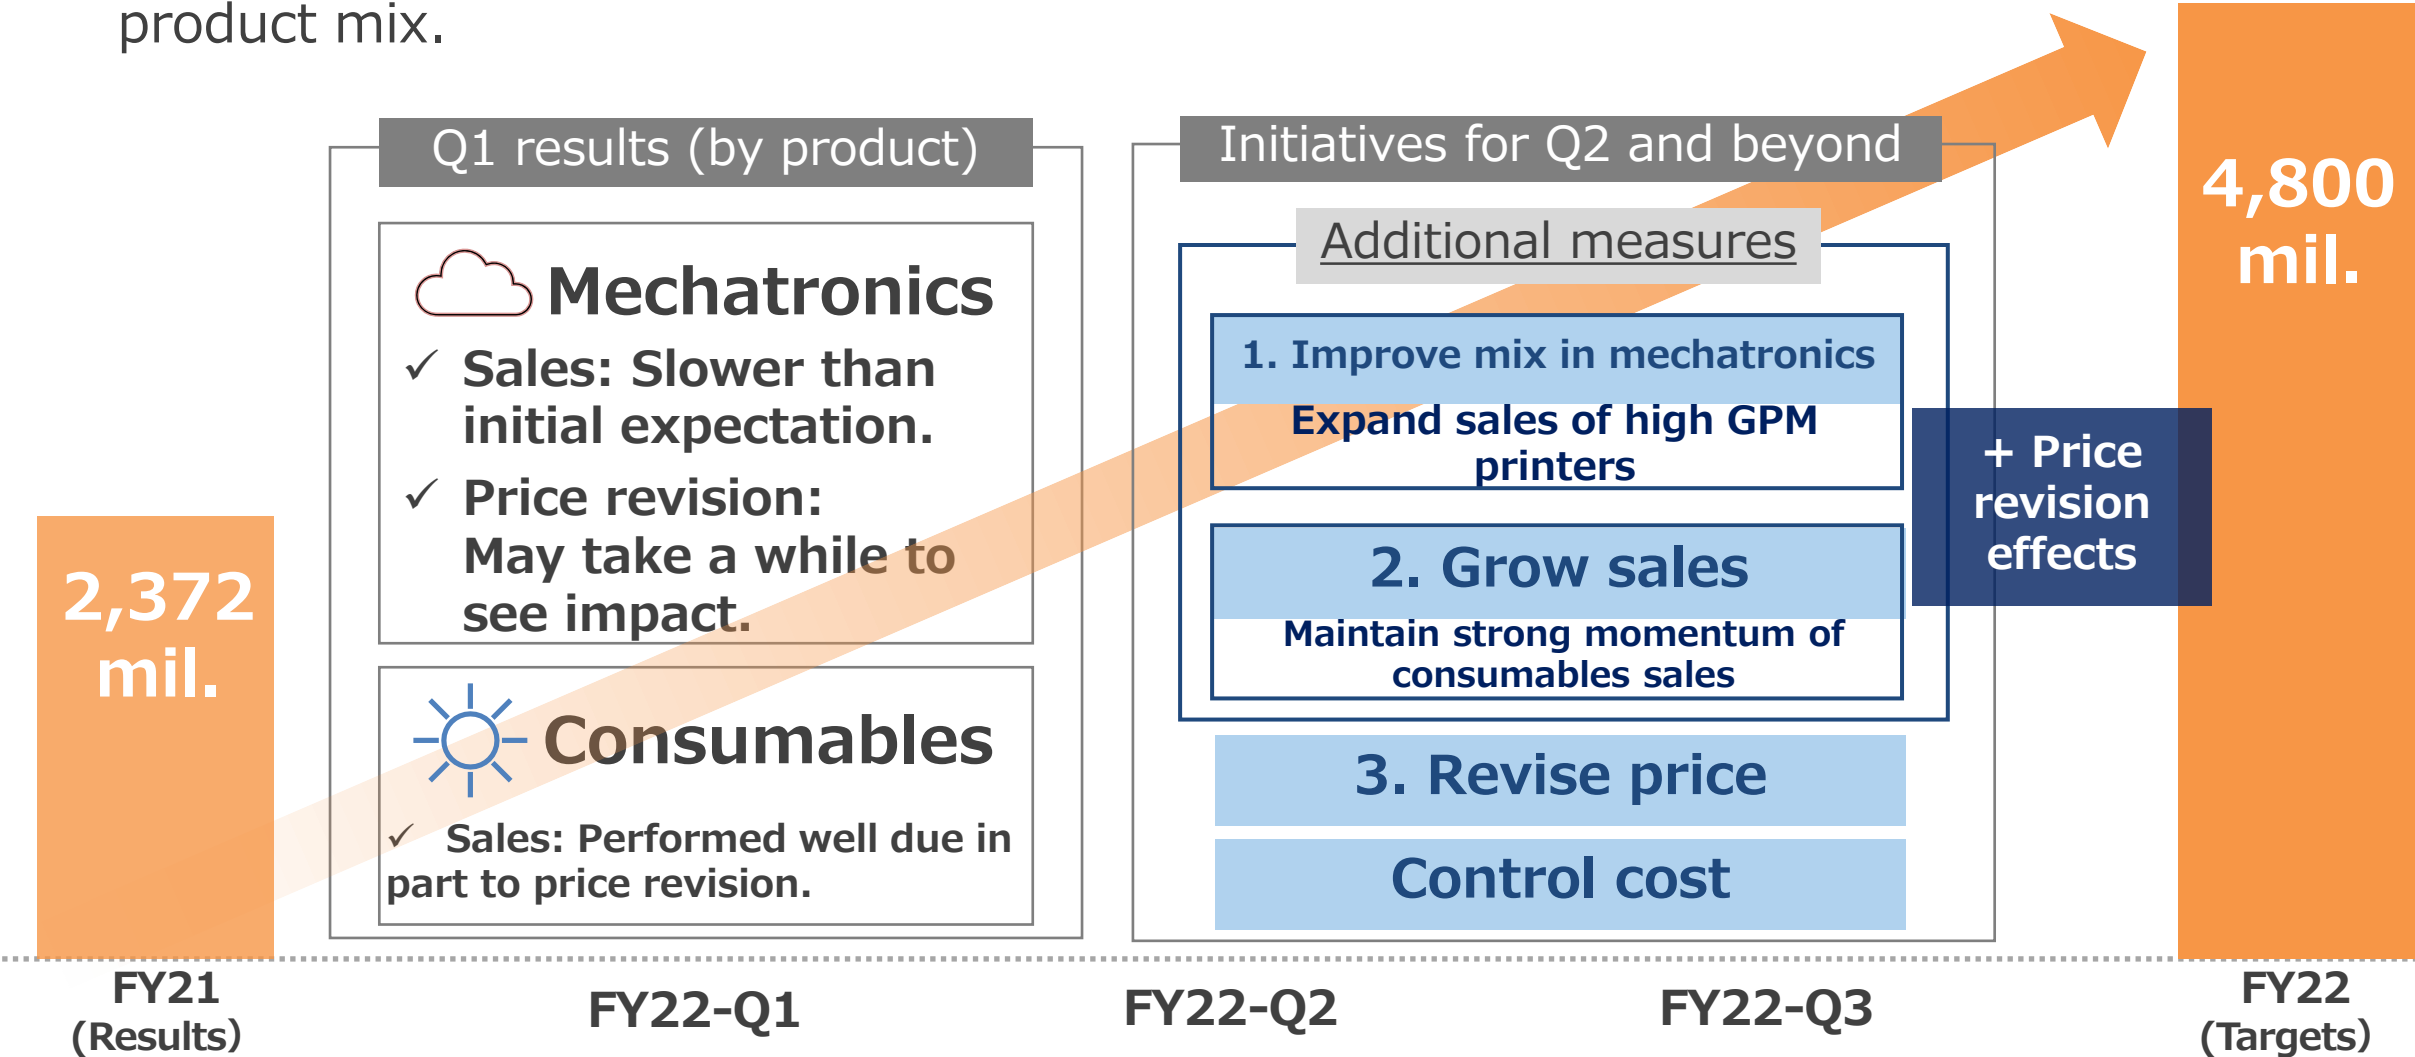 product mix.
Q1 results (by product)
Mechatronics
✓ Sales: Slower than
initial expectation.
✓ Price revision:
May take a while to
see impact.
Consumables
✓ Sales: Performed well due in
part to price revision.
Initiatives for Q2 and beyond
Additional measures
1. Improve mix in mechatronics
Expand sales of high GPM
printers
2. Grow sales
Maintain strong momentum of
consumables sales
3. Revise price
Control cost
+ Price
revision
effects
2,372
mil.
4,800
mil.
FY21
(Results)
FY22-Q1
FY22-Q2
FY22-Q3
FY22
(Targets)